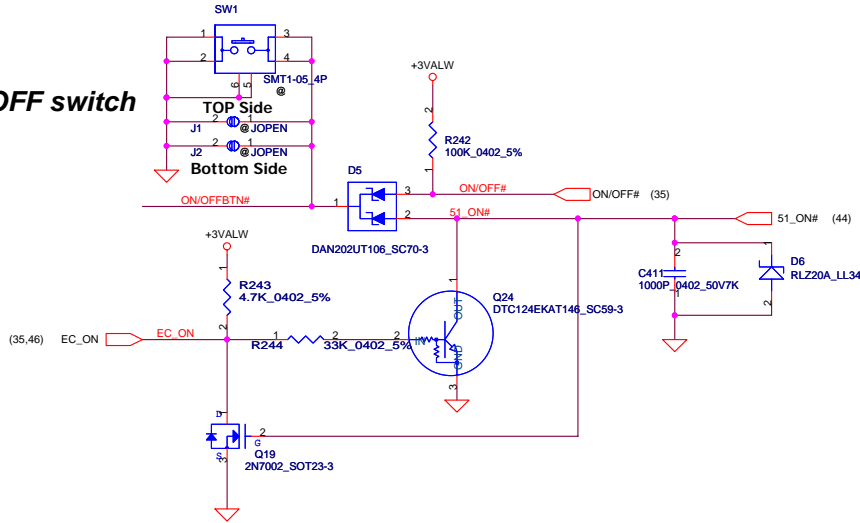 SW1
1
3
2
4
6
5
SMT1-05_4P
@
OFF switch
TOP Side
J1 2 1 @ JOPEN
J2 2 1 @ JOPEN
Bottom Side
+3VALW
2
R242
100K_0402_5%
1
D5
ON/OFFBTN#
1
3
ON/OFF#
ON/OFF# (35)
2
51_ON#
51_ON# (44)
DAN202UT106_SC70-3
+3VALW
1
R243
4.7K_0402_5%
2
2
C411
1000P_0402_50V7K
1
1
D6
RLZ20A_LL34
2
1
OUT
Q24
DTC124EKAT146_SC59-3
(35,46) EC_ON
EC_ON
1
2
2
IN
R244
33K_0402_5%
GND
3
1
D
2
G
S
3
Q19
2N7002_SOT23-3